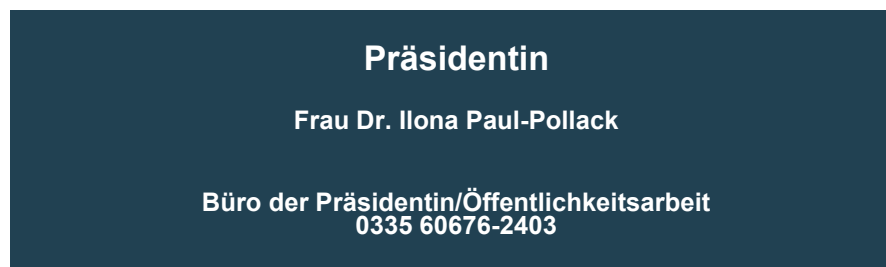 Präsidentin
Frau Dr. Ilona Paul-Pollack
Büro der Präsidentin/Öffentlichkeitsarbeit
0335 60676-2403